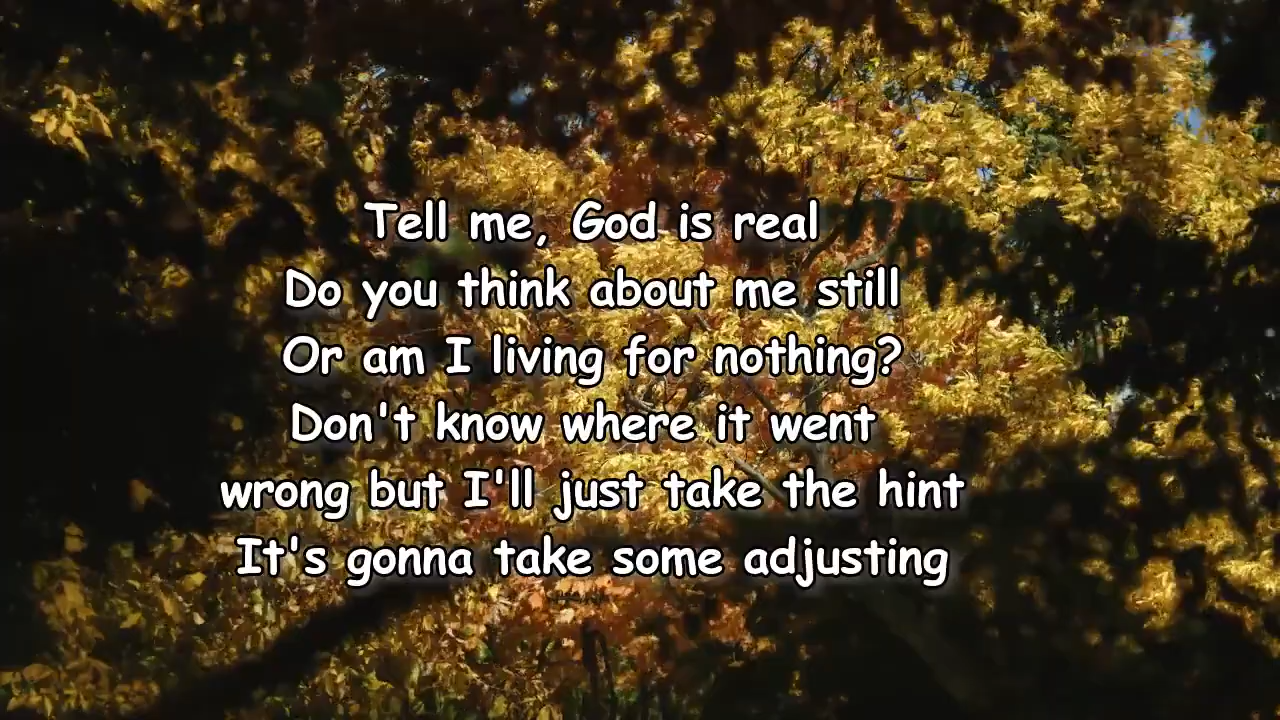 Tell me, God is real
Do you think about me still
Or am I living for nothing?
Don't know where it went
wrong but I'll just take the hint
It's gonna take some adjusting